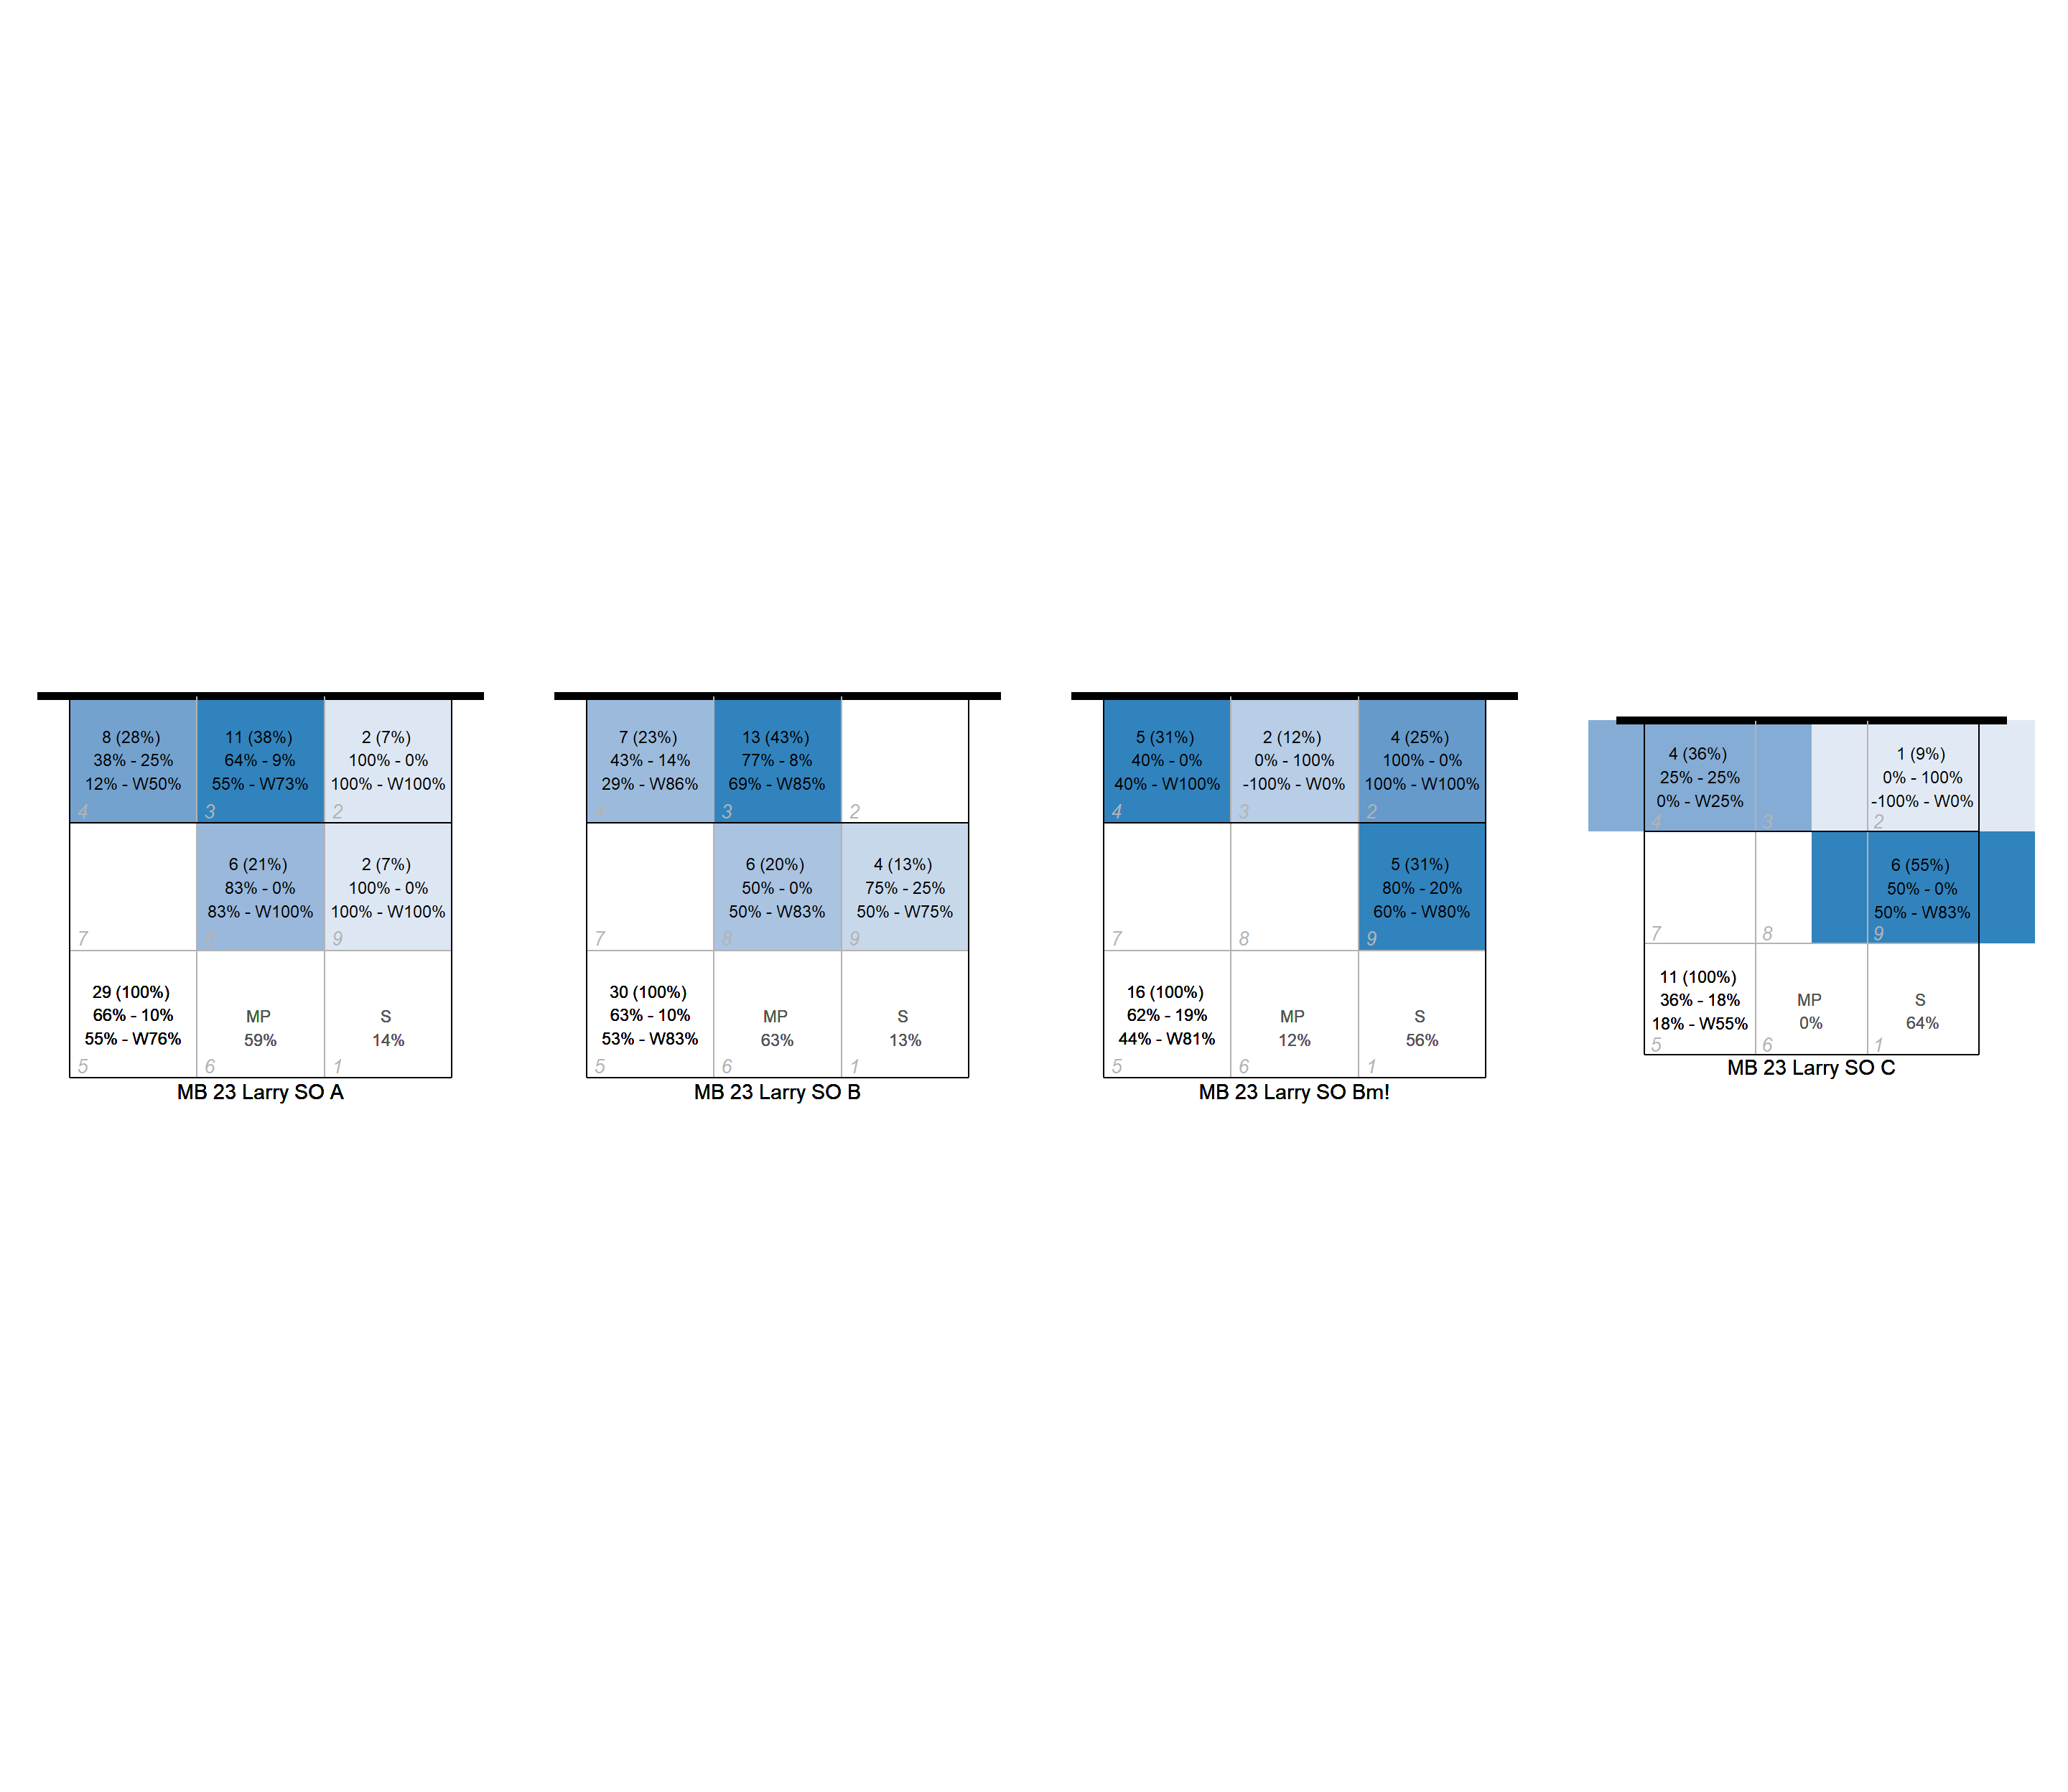 8 (28%)
38% - 25%
12% - W50%
4
11 (38%)
64% - 9%
55% - W73%
3
2 (7%)
100% - 0%
100% - W100%
2
7
6 (21%)
83% - 0%
83% - W100%
8
2 (7%)
100% - 0%
100% - W100%
9
29 (100%)
66% - 10%
55% - W76%
5
MP
59%
6
S
14%
1
MB 23 Larry SO A
7 (23%)
43% - 14%
29% - W86%
4
13 (43%)
77% - 8%
69% - W85%
3
2
7
6 (20%)
50% - 0%
50% - W83%
8
4 (13%)
75% - 25%
50% - W75%
9
30 (100%)
63% - 10%
53% - W83%
5
MP
63%
6
S
13%
1
MB 23 Larry SO B
5 (31%)
40% - 0%
40% - W100%
4
2 (12%)
0% - 100%
-100% - W0%
3
4 (25%)
100% - 0%
100% - W100%
2
7
8
5 (31%)
80% - 20%
60% - W80%
9
16 (100%)
62% - 19%
44% - W81%
5
MP
12%
6
S
56%
1
MB 23 Larry SO Bm!
4 (36%)
25% - 25%
0% - W25%
4
3
1 (9%)
0% - 100%
-100% - W0%
2
7
8
6 (55%)
50% - 0%
50% - W83%
9
11 (100%)
36% - 18%
18% - W55%
5
MP
0%
6
S
64%
1
MB 23 Larry SO C